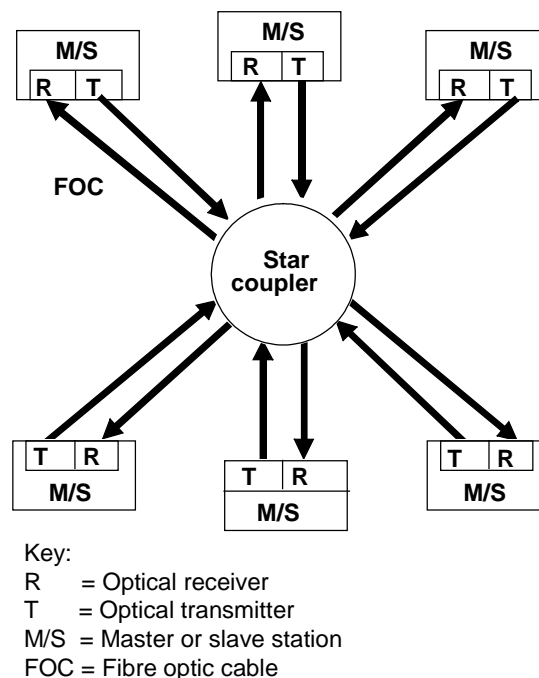 M/S
R T
M/S
R T
M/S
R T
FOC
Star
coupler
T R
M/S
T R
M/S
T R
M/S
Key:
R = Optical receiver
T = Optical transmitter
M/S = Master or slave station
FOC = Fibre optic cable